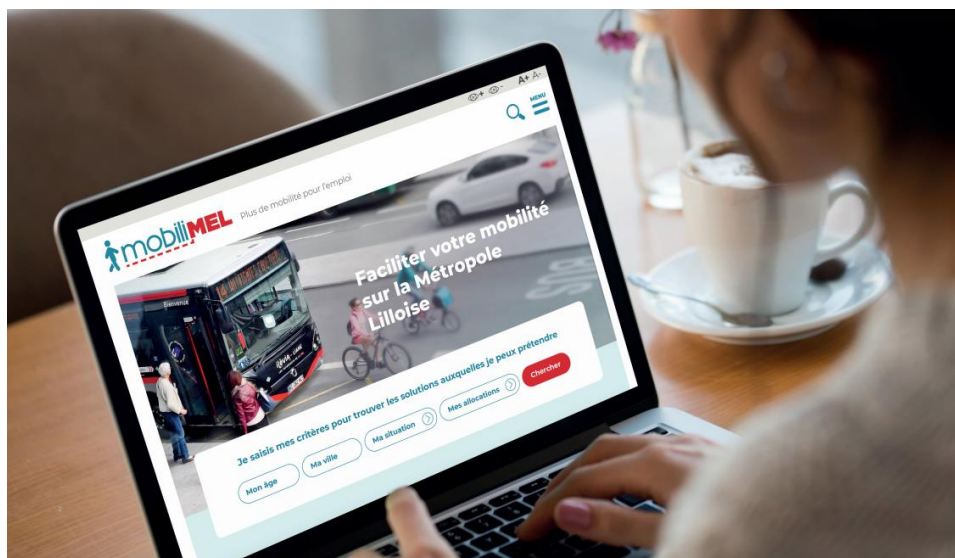 A+ A-
MENU
mobiliMEL
Plus de mobilité pour l'emploi
Faciliter votre mobilité
sur la Métropole
Lilloise
Bienvenue
BUS
Je saisis mes critères pour trouver les solutions auxquelles je peux prétendre
Mon âge
Ma ville
Ma situation
Mes allocations
Chercher